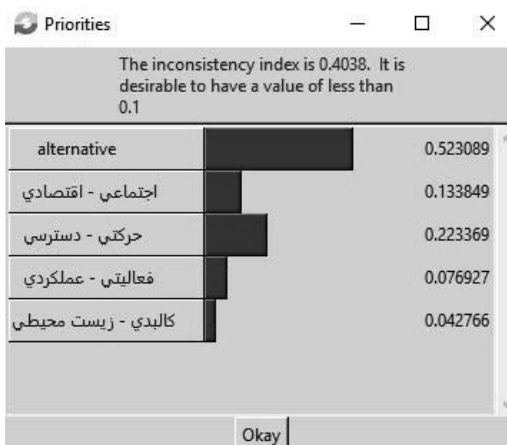 Priorities
The inconsistency index is 0.4038. It is
desirable to have a value of less than
0.1
alternative 0.523089
اجتماعي - اقتصادي 0.133849
حركتي - دسترسي 0.223369
فعاليتي - عملكردي 0.076927
كالبدي - زيست محيطي 0.042766
Okay